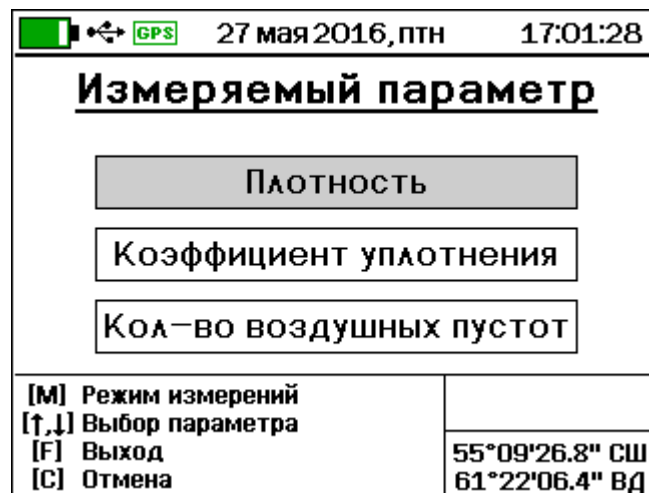 GPS 27 мая 2016, птн 17:01:28
Измеряемый параметр
Плотность
Коэффициент уплотнения
Кол-во воздушных пустот
[M] Режим измерений
[↑,↓] Выбор параметра
[F] Выход
[C] Отмена
55°09'26.8" СШ
61°22'06.4" ВД